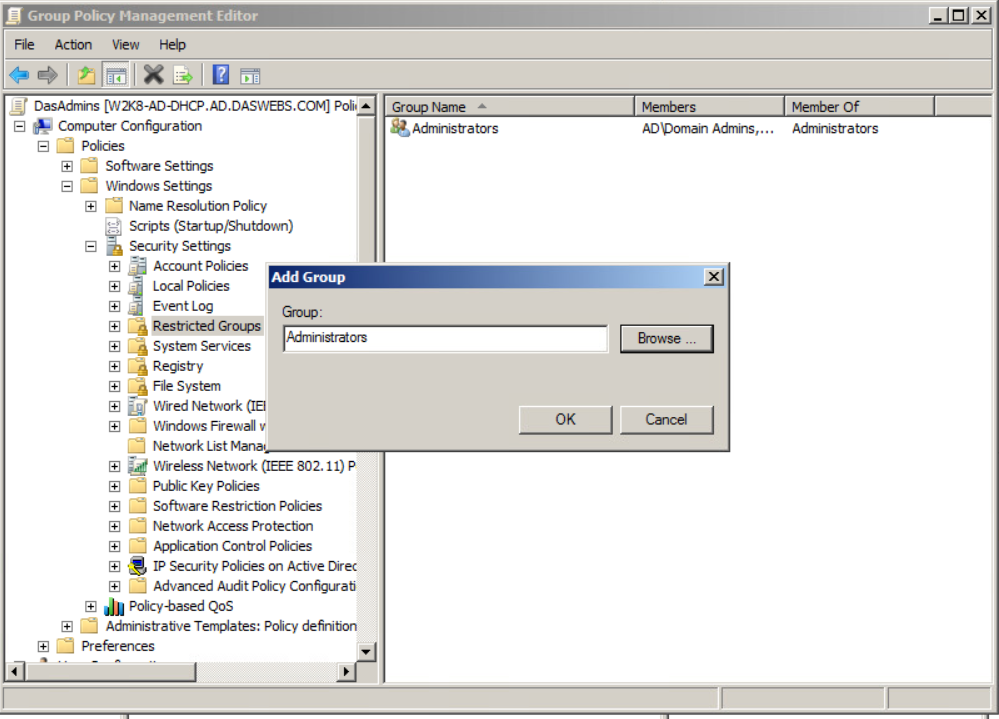 Group Policy Management Editor
File Action View Help
DasAdmins [W2K8-AD-DHCP.AD.DASWEBS.COM] Poli
Computer Configuration
Policies
Software Settings
Windows Settings
Name Resolution Policy
Scripts (Startup/Shutdown)
Security Settings
Account Policies
Local Policies
Event Log
Restricted Groups
System Services
Registry
File System
Wired Network (IEE
Windows Firewall w
Network List Manag
Wireless Network (IEEE 802.11) P
Public Key Policies
Software Restriction Policies
Network Access Protection
Application Control Policies
IP Security Policies on Active Direc
Advanced Audit Policy Configurati
Policy-based QoS
Administrative Templates: Policy definition
Preferences
Group Name Members Member Of
Administrators AD\Domain Admins,... Administrators
Add Group
Group:
Administrators
Browse ...
OK Cancel